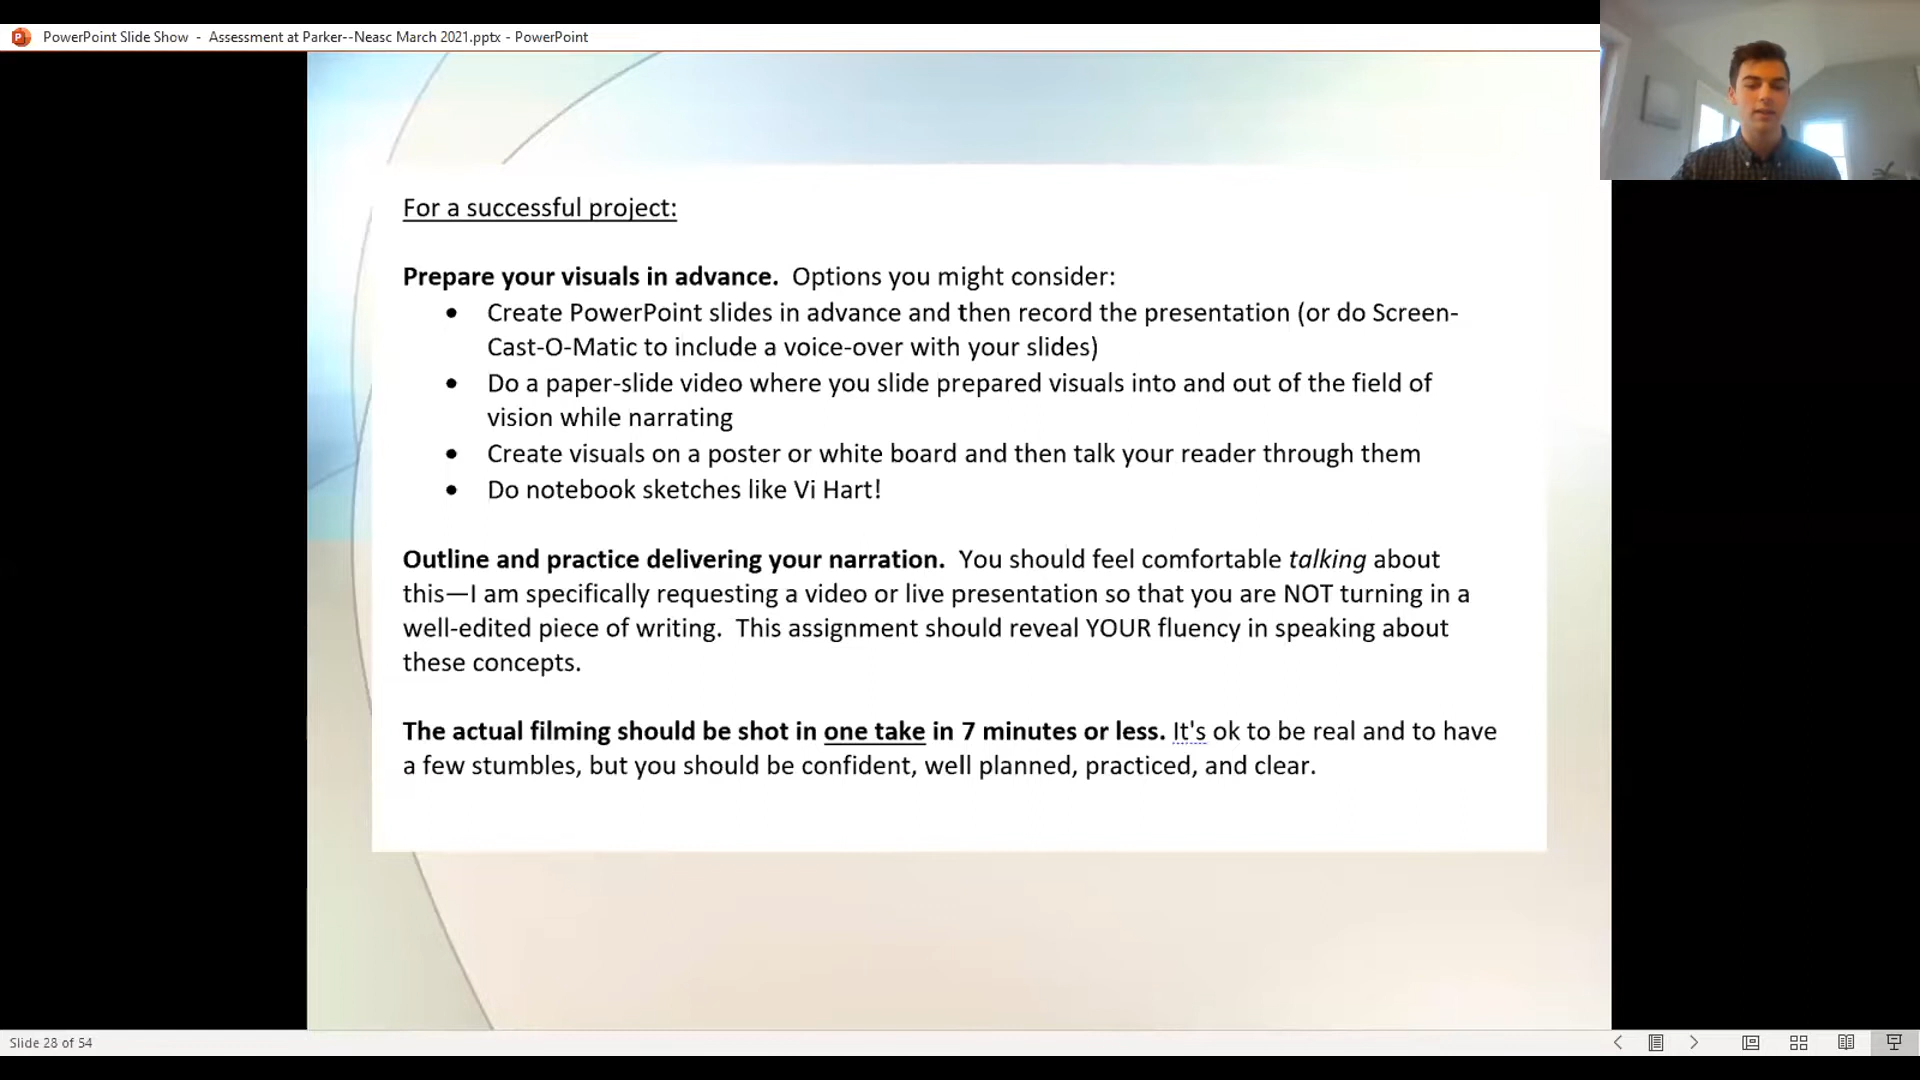 PowerPoint Slide Show - Assessment at Parker--Neasc March 2021.pptx - PowerPoint
For a successful project:
Prepare your visuals in advance. Options you might consider:
• Create PowerPoint slides in advance and then record the presentation (or do Screen-
Cast-O-Matic to include a voice-over with your slides)
• Do a paper-slide video where you slide prepared visuals into and out of the field of
vision while narrating
• Create visuals on a poster or white board and then talk your reader through them
• Do notebook sketches like Vi Hart!
Outline and practice delivering your narration. You should feel comfortable talking about
this—I am specifically requesting a video or live presentation so that you are NOT turning in a
well-edited piece of writing. This assignment should reveal YOUR fluency in speaking about
these concepts.
The actual filming should be shot in one take in 7 minutes or less. It's ok to be real and to have
a few stumbles, but you should be confident, well planned, practiced, and clear.
Slide 28 of 54